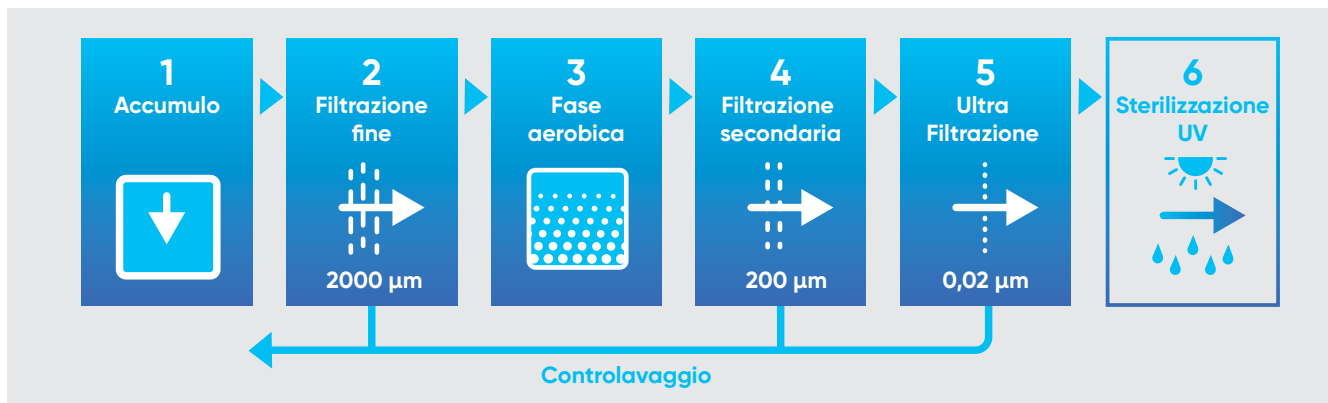 1
Accumulo
2
Filtrazione
fine
2000 µm
3
Fase
aerobica
4
Filtrazione
secondaria
200 µm
5
Ultra
Filtrazione
0,02 µm
6
Sterilizzazione
UV
Controlavaggio